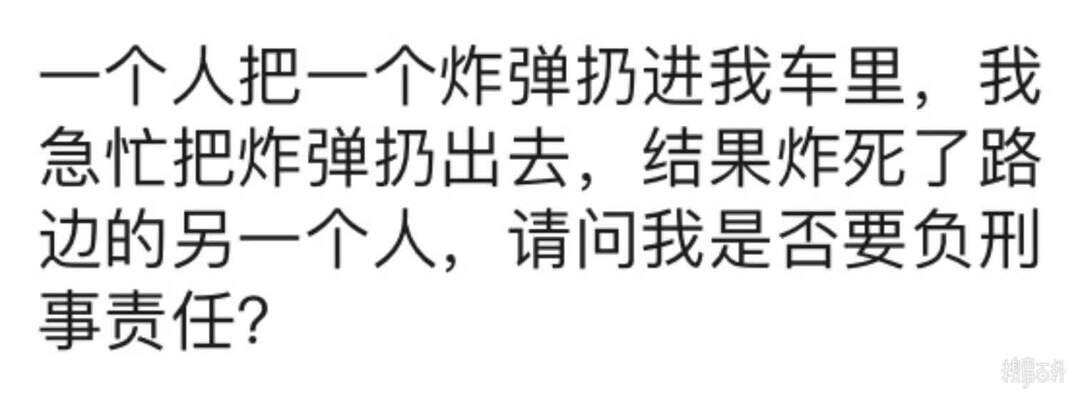 一个人把一个炸弹扔进我车里，我
急忙把炸弹扔出去，结果炸死了路
边的另一个人，请问我是否要负刑
事责任？